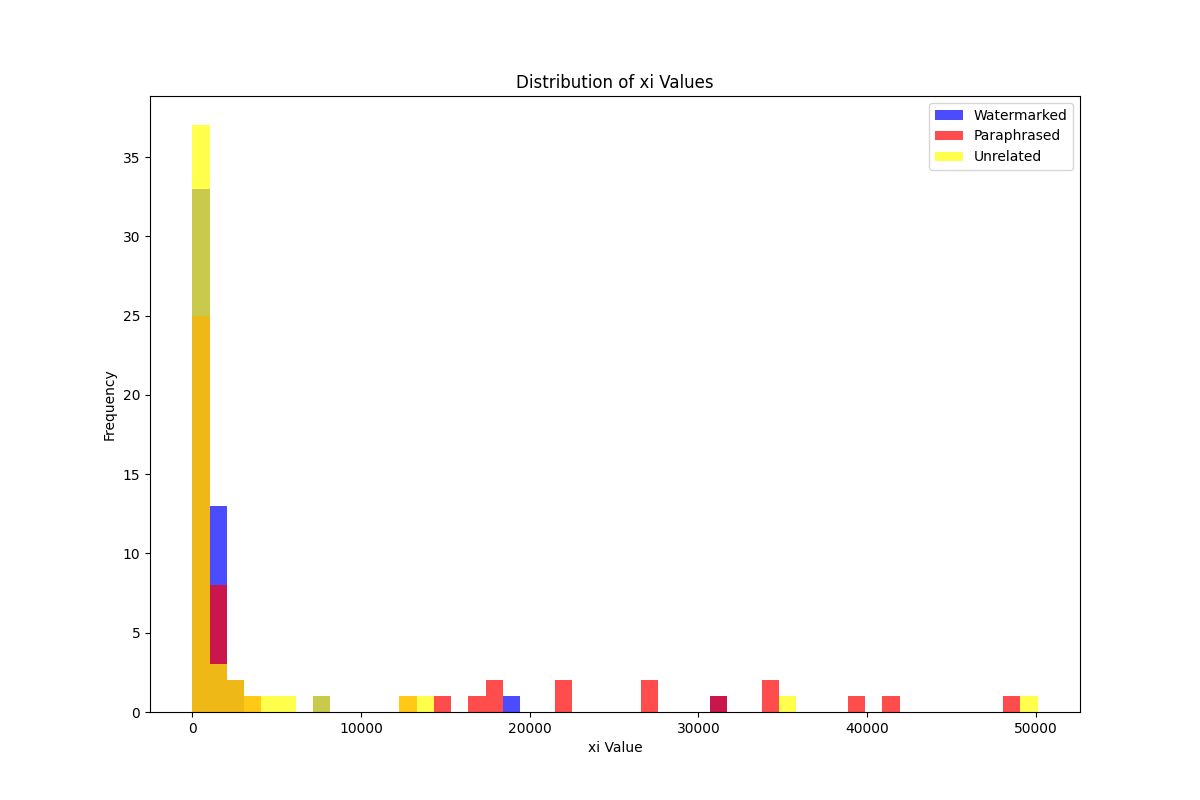 Distribution of xi Values
Watermarked
Paraphrased
Unrelated
35
30
25
20
15
10
5
0
Frequency
0 10000 20000 30000 40000 50000
xi Value